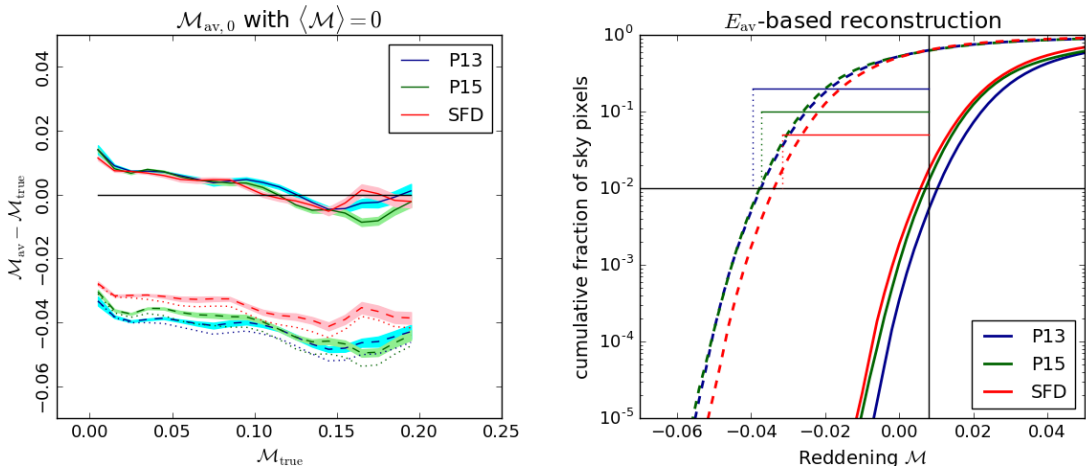 𝓜av, 0 with ⟨𝓜⟩=0
0.04
0.02
0.00
−0.02
−0.04
−0.06
𝓜av − 𝓜true
P13
P15
SFD
0.00 0.05 0.10 0.15 0.20 0.25
𝓜true
Eav-based reconstruction
10^0
10^-1
10^-2
10^-3
10^-4
10^-5
cumulative fraction of sky pixels
P13
P15
SFD
−0.06 −0.04 −0.02 0.00 0.02 0.04
Reddening 𝓜